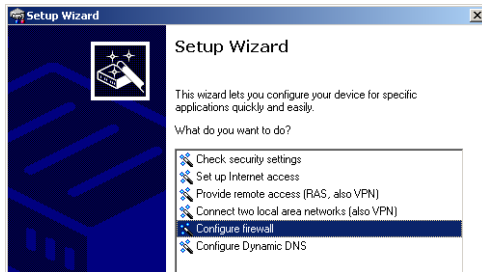 Setup Wizard
Setup Wizard
This wizard lets you configure your device for specific
applications quickly and easily.
What do you want to do?
Check security settings
Set up Internet access
Provide remote access (RAS, also VPN)
Connect two local area networks (also VPN)
Configure firewall
Configure Dynamic DNS